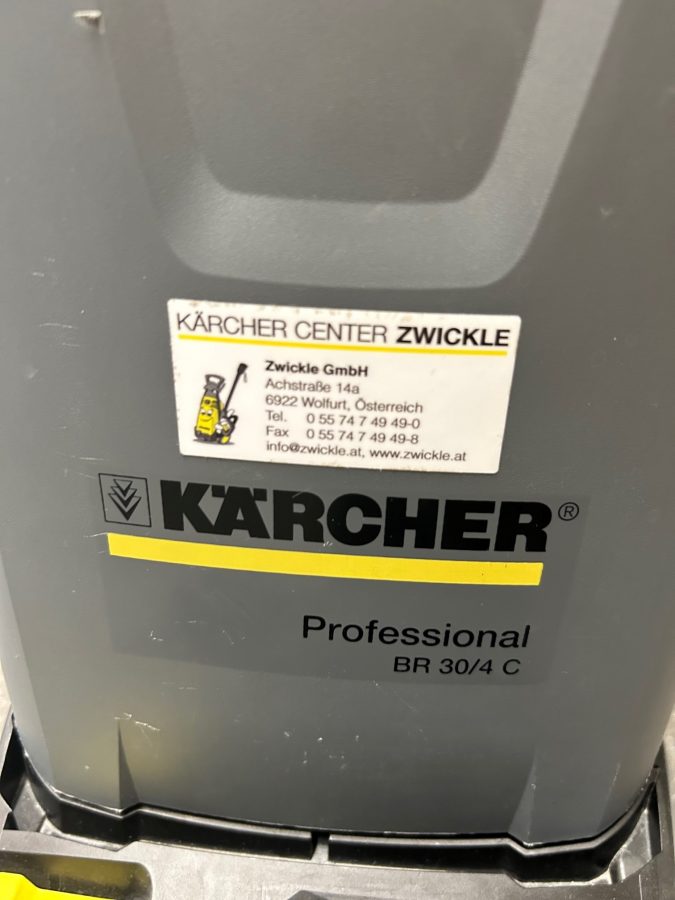 KÄRCHER CENTER ZWICKLE
Zwickle GmbH
Achstraße 14a
6922 Wolfurt, Österreich
Tel. 0 55 74 7 49 49-0
Fax 0 55 74 7 49 49-8
info@zwickle.at, www.zwickle.at
KÄRCHER®
Professional
BR 30/4 C